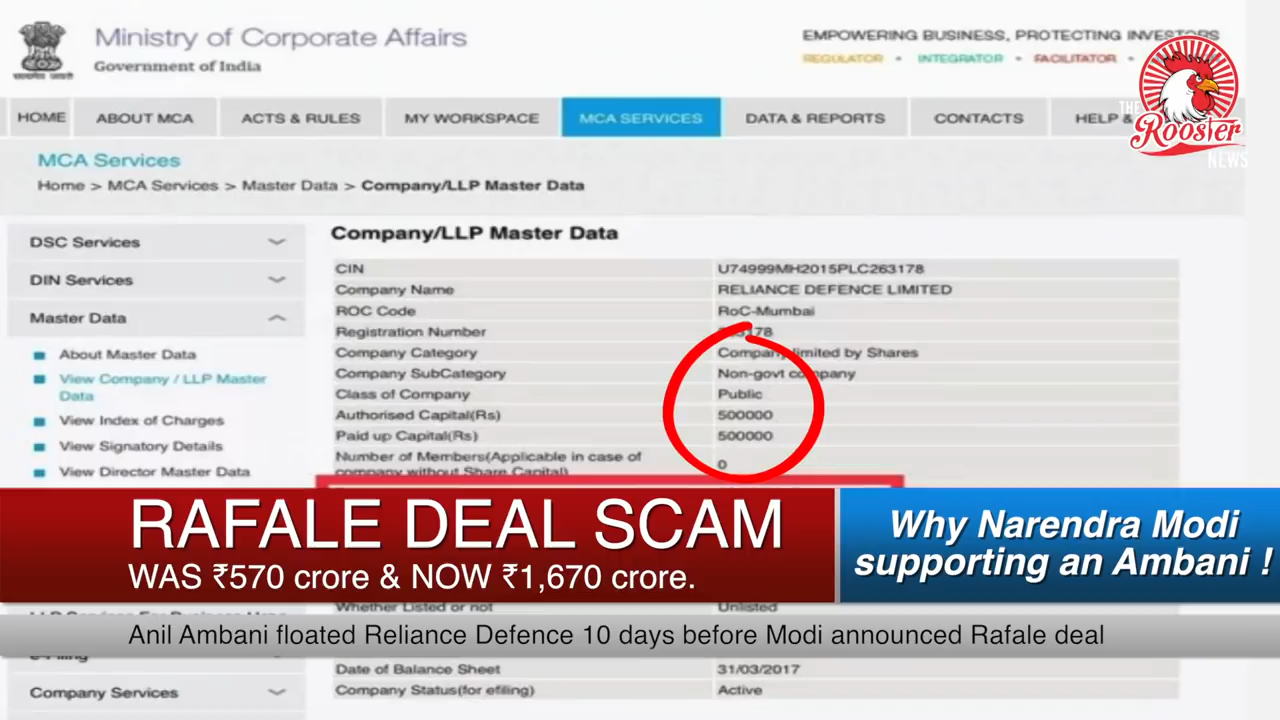 Ministry of Corporate Affairs
Government of India
EMPOWERING BUSINESS, PROTECTING INVESTORS
REGULATOR • INTEGRATOR • FACILITATOR •
THE
Rooster
NEWS
HOME ABOUT MCA ACTS & RULES MY WORKSPACE MCA SERVICES DATA & REPORTS CONTACTS HELP &
MCA Services
Home > MCA Services > Master Data > Company/LLP Master Data
DSC Services
DIN Services
Master Data
About Master Data
View Company / LLP Master
Data
View Index of Charges
View Signatory Details
View Director Master Data
Company/LLP Master Data
CIN U74999MH2015PLC263178
Company Name RELIANCE DEFENCE LIMITED
ROC Code RoC-Mumbai
Registration Number 178
Company Category Company limited by Shares
Company SubCategory Non-govt company
Class of Company Public
Authorised Capital(Rs) 500000
Paid up Capital(Rs) 500000
Number of Members(Applicable in case of
company without Share Capital) 0
RAFALE DEAL SCAM
WAS ₹570 crore & NOW ₹1,670 crore.
Why Narendra Modi
supporting an Ambani !
Whether Listed or not Unlisted
Anil Ambani floated Reliance Defence 10 days before Modi announced Rafale deal
Date of Balance Sheet 31/03/2017
Company Services
Company Status(for efiling) Active